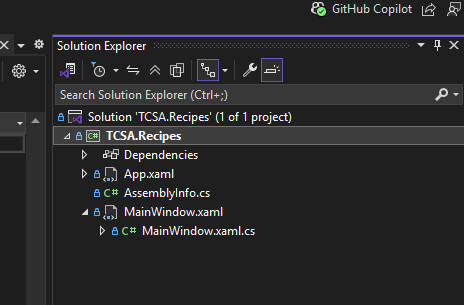 GitHub Copilot
Solution Explorer
Search Solution Explorer (Ctrl+;)
Solution 'TCSA.Recipes' (1 of 1 project)
C# TCSA.Recipes
Dependencies
App.xaml
C# AssemblyInfo.cs
MainWindow.xaml
C# MainWindow.xaml.cs